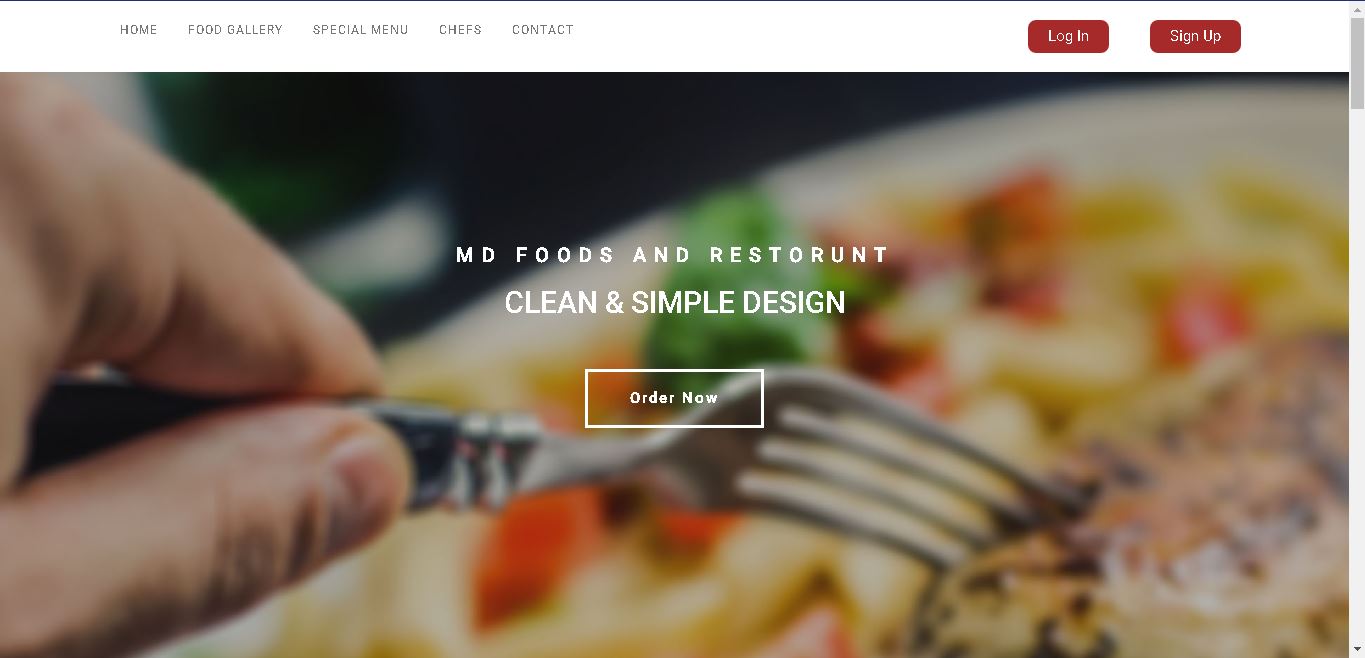 HOME FOOD GALLERY SPECIAL MENU CHEFS CONTACT Log In Sign Up
MD FOODS AND RESTORUNT
CLEAN & SIMPLE DESIGN
Order Now